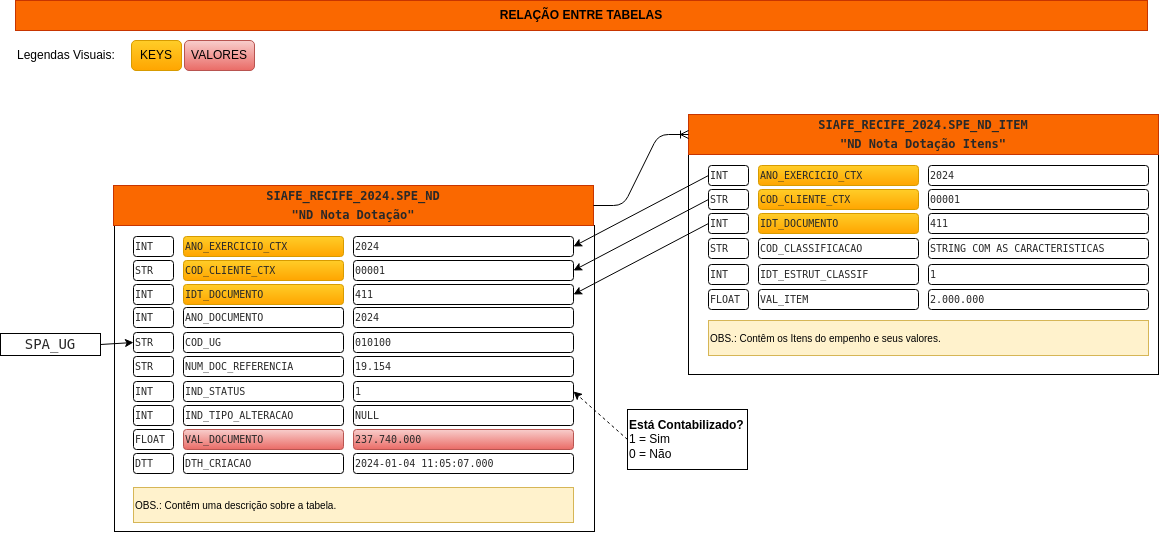 RELAÇÃO ENTRE TABELAS
Legendas Visuais: KEYS VALORES
SIAFE_RECIFE_2024.SPE_ND_ITEM
"ND Nota Dotação Itens"
INT ANO_EXERCICIO_CTX 2024
STR COD_CLIENTE_CTX 00001
INT IDT_DOCUMENTO 411
STR COD_CLASSIFICACAO STRING COM AS CARACTERISTICAS
INT IDT_ESTRUT_CLASSIF 1
FLOAT VAL_ITEM 2.000.000
OBS.: Contêm os Itens do empenho e seus valores.
SIAFE_RECIFE_2024.SPE_ND
"ND Nota Dotação"
INT ANO_EXERCICIO_CTX 2024
STR COD_CLIENTE_CTX 00001
INT IDT_DOCUMENTO 411
INT ANO_DOCUMENTO 2024
SPA_UG
STR COD_UG 010100
STR NUM_DOC_REFERENCIA 19.154
INT IND_STATUS 1
INT IND_TIPO_ALTERACAO NULL
FLOAT VAL_DOCUMENTO 237.740.000
DTT DTH_CRIACAO 2024-01-04 11:05:07.000
OBS.: Contêm uma descrição sobre a tabela.
Está Contabilizado?
1 = Sim
0 = Não